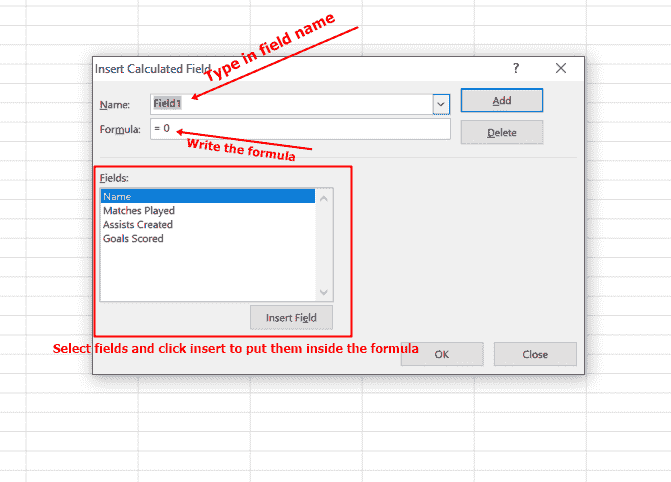 Type in field name
Insert Calculated Field
?
Name: Field1 Add
Formula: = 0 Delete
Write the formula
Fields:
Name
Matches Played
Assists Created
Goals Scored
Insert Field
Select fields and click insert to put them inside the formula
OK Close